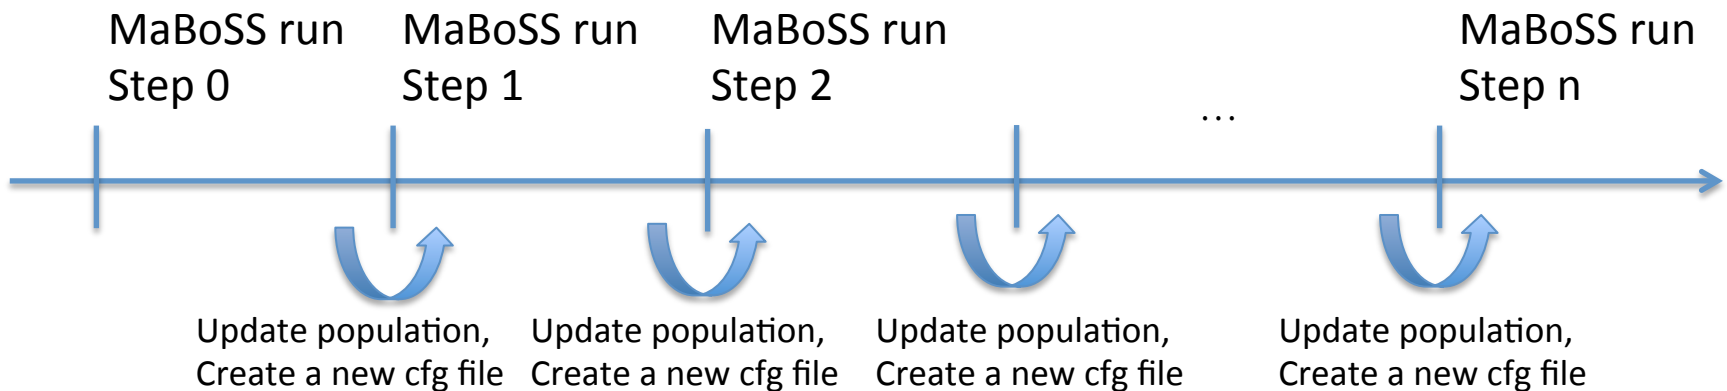 MaBoSS run
Step 0
MaBoSS run
Step 1
MaBoSS run
Step 2
...
MaBoSS run
Step n
Update population,
Create a new cfg file
Update population,
Create a new cfg file
Update population,
Create a new cfg file
Update population,
Create a new cfg file